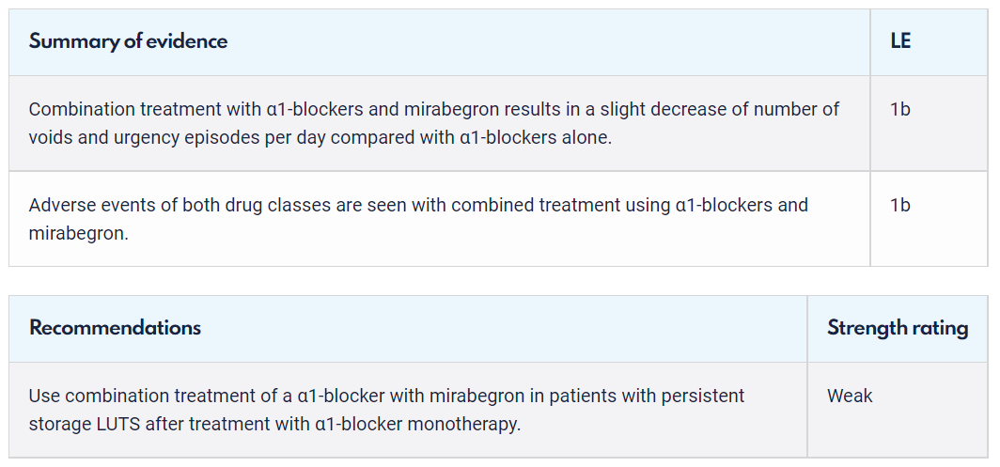 Summary of evidence LE
Combination treatment with α1-blockers and mirabegron results in a slight decrease of number of 1b
voids and urgency episodes per day compared with α1-blockers alone.
Adverse events of both drug classes are seen with combined treatment using α1-blockers and 1b
mirabegron.
Recommendations Strength rating
Use combination treatment of a α1-blocker with mirabegron in patients with persistent Weak
storage LUTS after treatment with α1-blocker monotherapy.